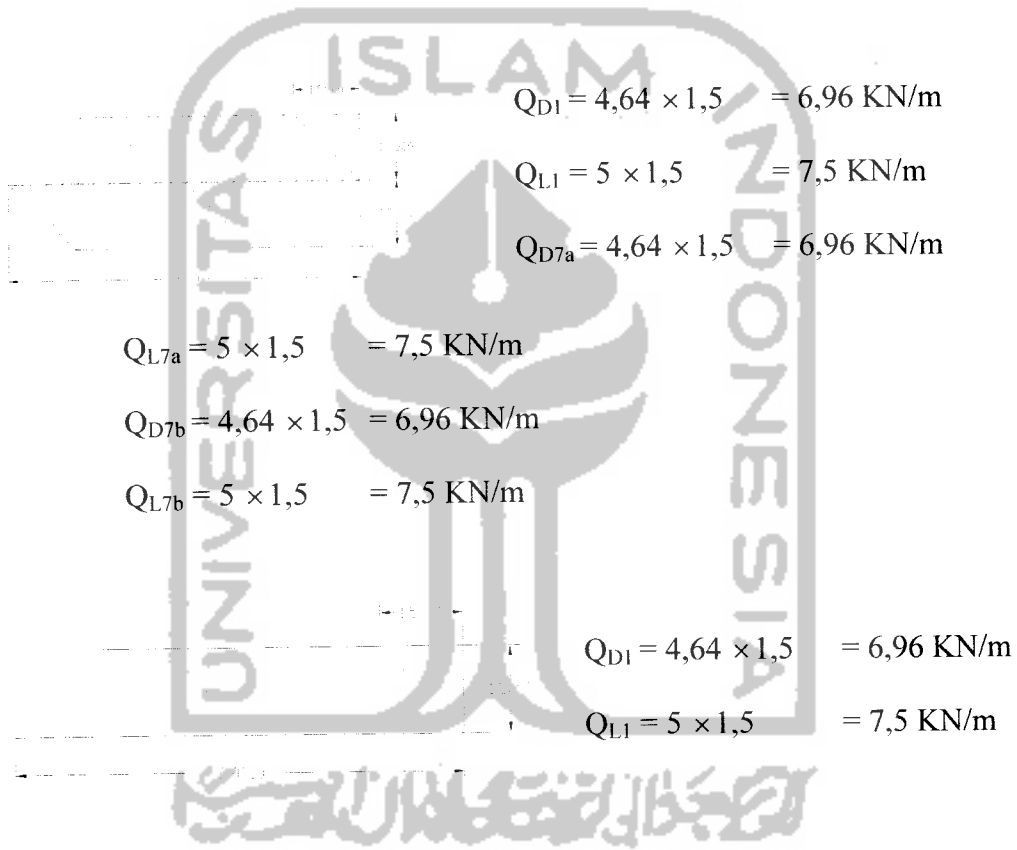 Q_D1 = 4,64 × 1,5 = 6,96 KN/m
Q_L1 = 5 × 1,5 = 7,5 KN/m
Q_D7a = 4,64 × 1,5 = 6,96 KN/m
Q_L7a = 5 × 1,5 = 7,5 KN/m
Q_D7b = 4,64 × 1,5 = 6,96 KN/m
Q_L7b = 5 × 1,5 = 7,5 KN/m
Q_D1 = 4,64 × 1,5 = 6,96 KN/m
Q_L1 = 5 × 1,5 = 7,5 KN/m
UNIVERSITAS ISLAM INDONESIA